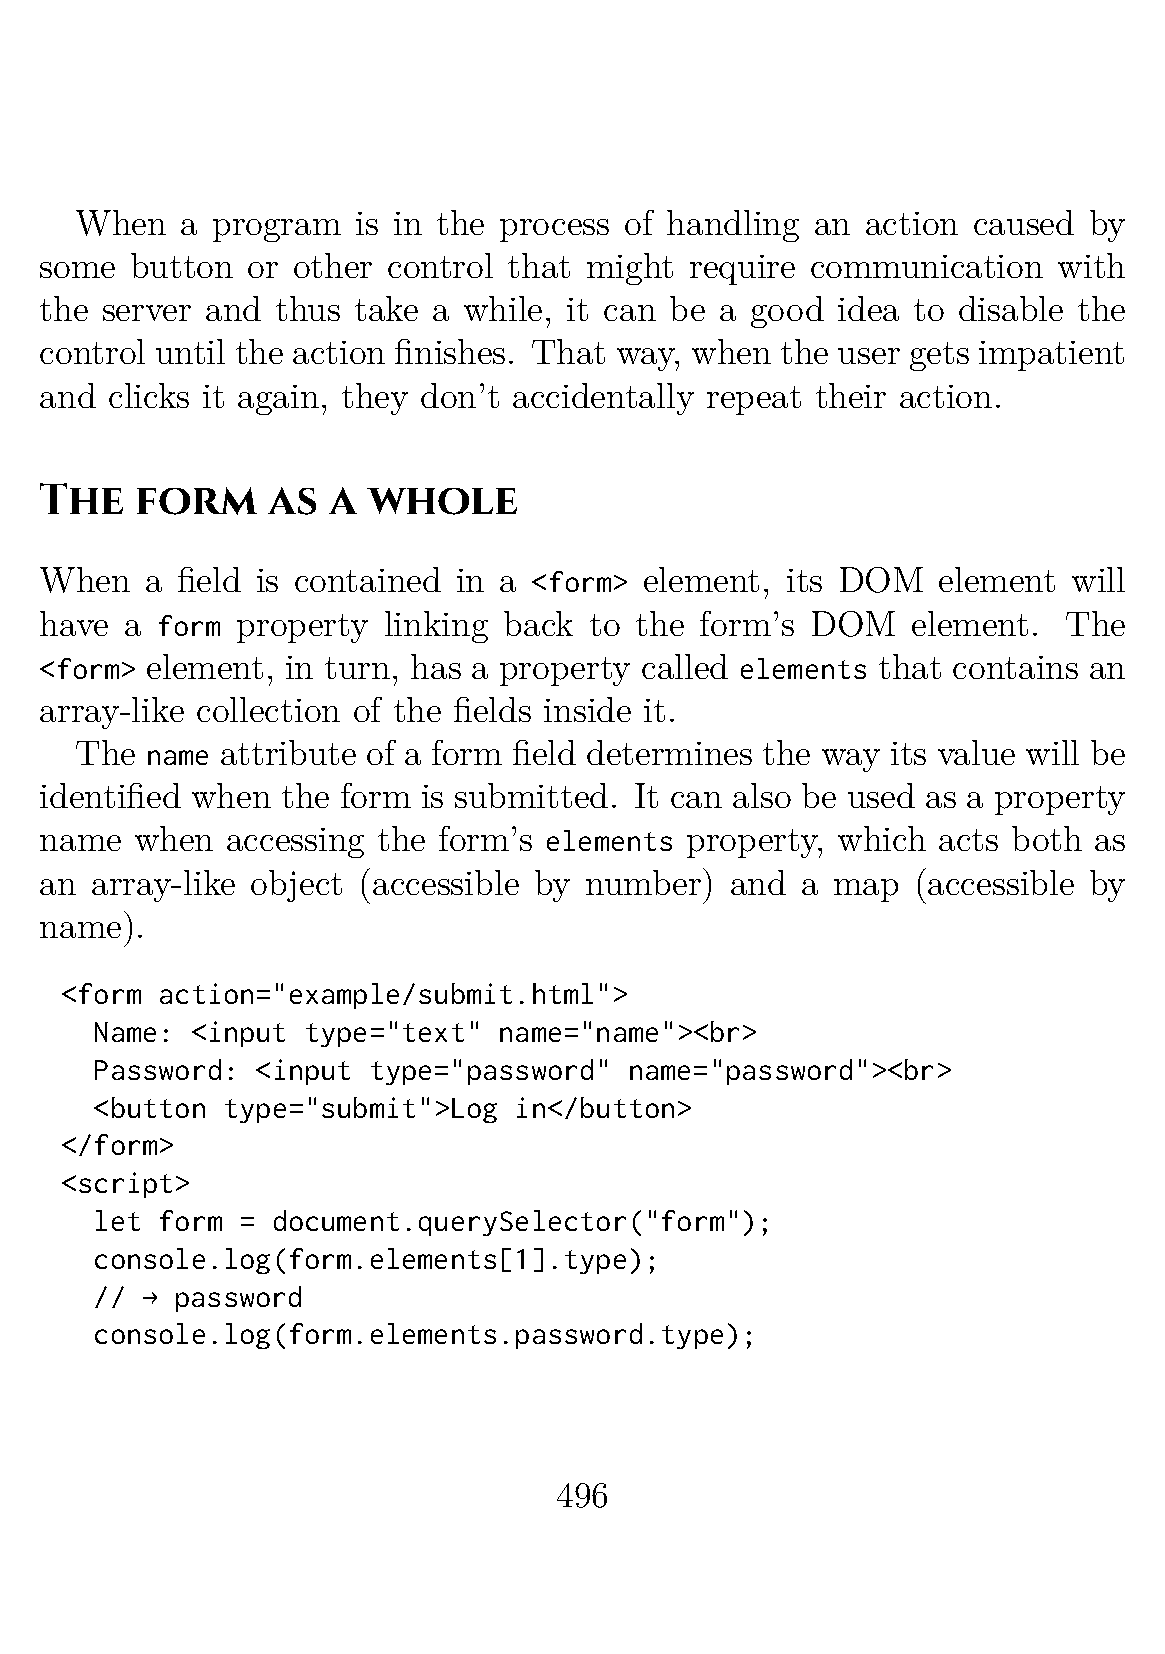 When a program is in the process of handling an action caused by
some button or other control that might require communication with
the server and thus take a while, it can be a good idea to disable the
control until the action finishes. That way, when the user gets impatient
and clicks it again, they don’t accidentally repeat their action.
The form as a whole
When a field is contained in a <form> element, its DOM element will
have a form property linking back to the form’s DOM element. The
<form> element, in turn, has a property called elements that contains an
array-like collection of the fields inside it.
The name attribute of a form field determines the way its value will be
identified when the form is submitted. It can also be used as a property
name when accessing the form’s elements property, which acts both as
an array-like object (accessible by number) and a map (accessible by
name).
<form action="example/submit.html">
  Name: <input type="text" name="name"><br>
  Password: <input type="password" name="password"><br>
  <button type="submit">Log in</button>
</form>
<script>
  let form = document.querySelector("form");
  console.log(form.elements[1].type);
  // → password
  console.log(form.elements.password.type);
496